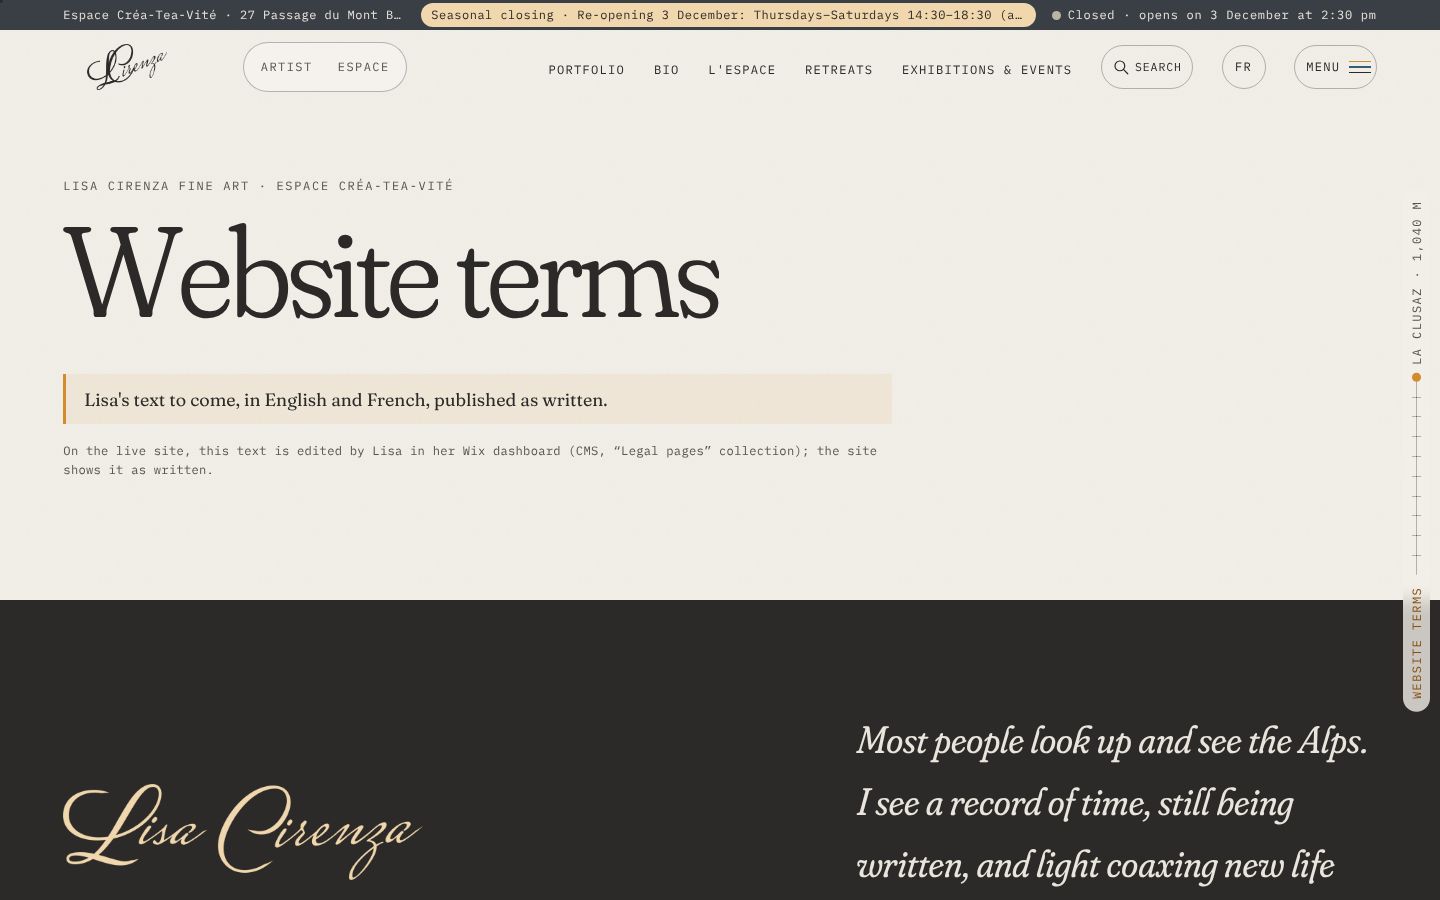 Espace Créa-Tea-Vité · 27 Passage du Mont B…
Seasonal closing · Re-opening 3 December: Thursdays–Saturdays 14:30–18:30 (a…
Closed · opens on 3 December at 2:30 pm
Cirenza
ARTIST ESPACE
PORTFOLIO BIO L'ESPACE RETREATS EXHIBITIONS & EVENTS
SEARCH
FR
MENU
LISA CIRENZA FINE ART · ESPACE CRÉA-TEA-VITÉ
Website terms
Lisa's text to come, in English and French, published as written.
On the live site, this text is edited by Lisa in her Wix dashboard (CMS, “Legal pages” collection); the site
shows it as written.
LA CLUSAZ · 1,040 M
WEBSITE TERMS
Lisa Cirenza
Most people look up and see the Alps.
I see a record of time, still being
written, and light coaxing new life